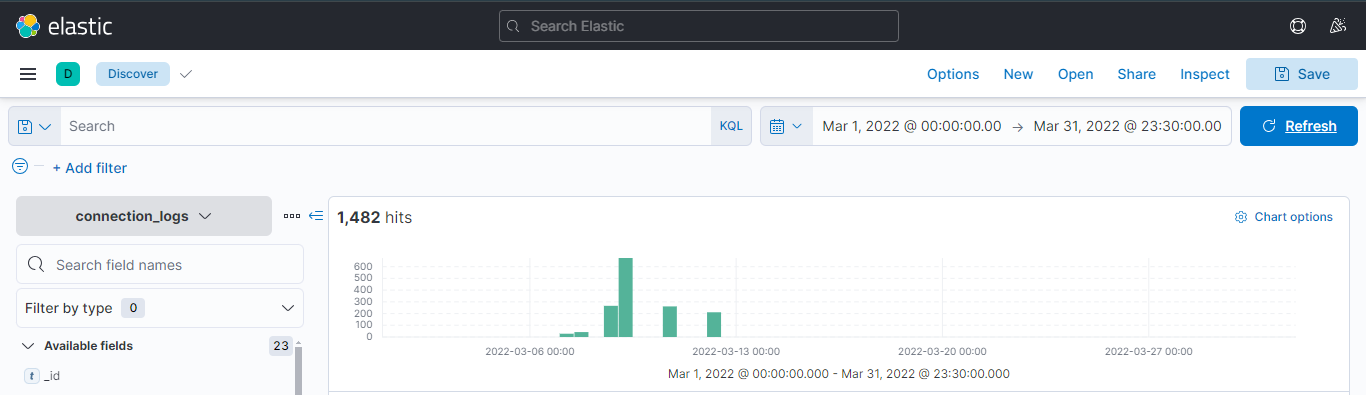 elastic Search Elastic
D Discover Options New Open Share Inspect Save
Search KQL Mar 1, 2022 @ 00:00:00.00 → Mar 31, 2022 @ 23:30:00.00 Refresh
+ Add filter
connection_logs
1,482 hits Chart options
Search field names
Filter by type 0
Available fields 23
t _id
600
500
400
300
200
100
0
2022-03-06 00:00 2022-03-13 00:00 2022-03-20 00:00 2022-03-27 00:00
Mar 1, 2022 @ 00:00:00.000 - Mar 31, 2022 @ 23:30:00.000